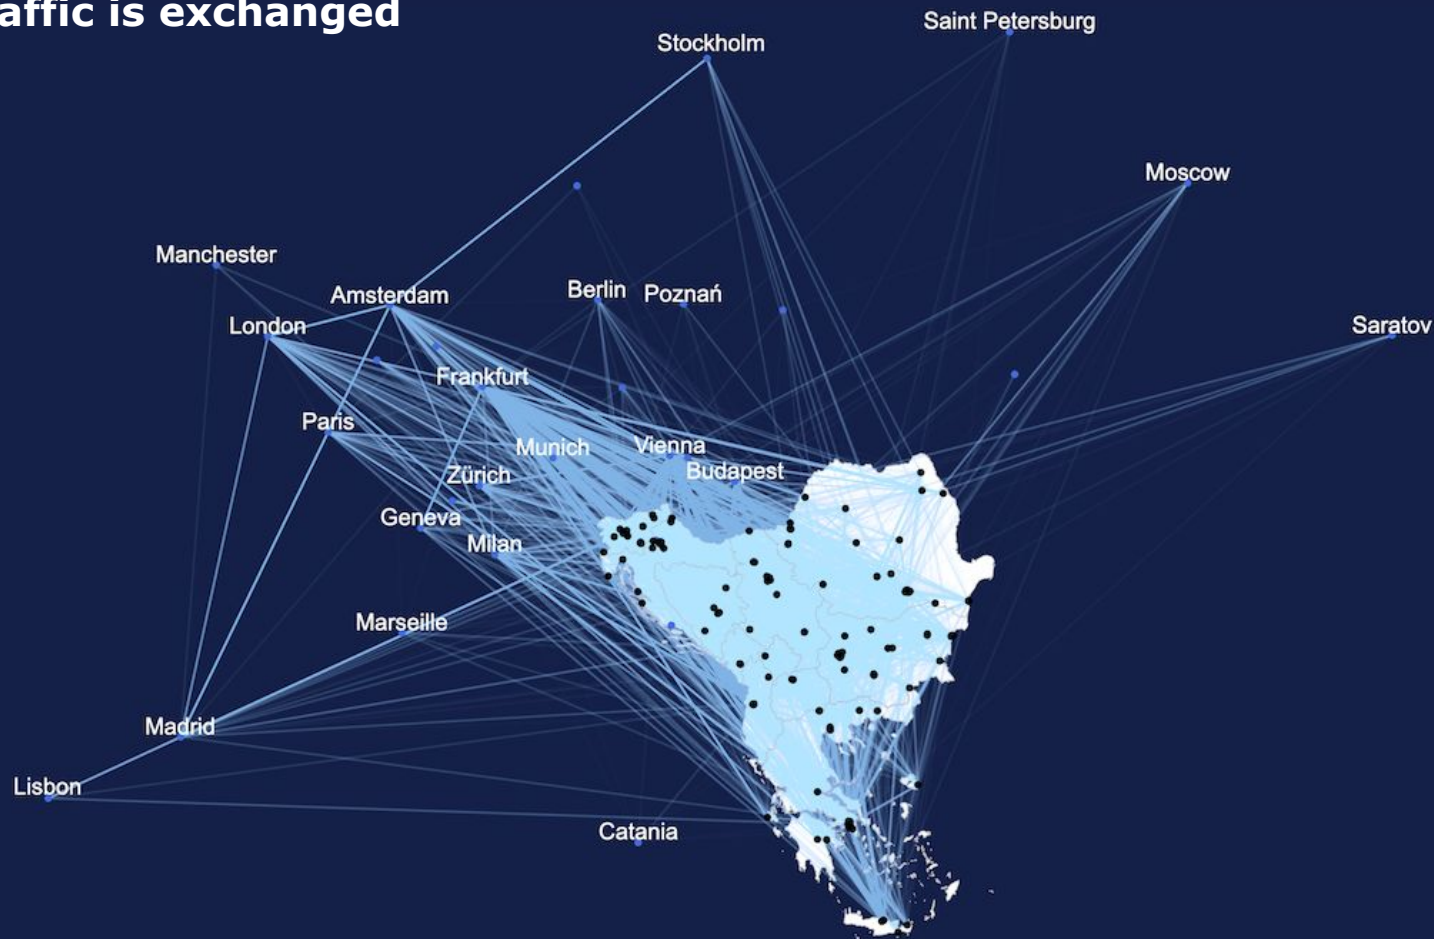 affic is exchanged
Saint Petersburg
Stockholm
Moscow
Manchester
Amsterdam
Berlin
Poznań
London
Saratov
Frankfurt
Paris
Munich
Vienna
Zürich
Budapest
Geneva
Milan
Marseille
Madrid
Lisbon
Catania